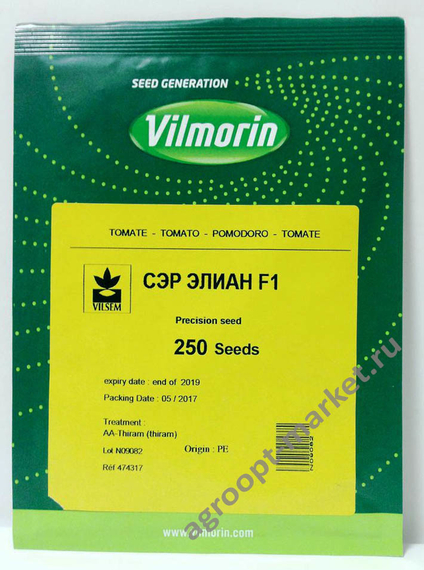 SEED GENERATION
Vilmorin
TOMATE - TOMATO - POMODORO - TOMATE
VILSEM
СЭР ЭЛИАН F1
Precision seed
250 Seeds
expiry date : end of 2019
Packing Date : 05 / 2017
Treatment :
AA-Thiram (thiram)
Lot N09082
Origin : PE
Réf 474317
N09082
www.vilmorin.com
agroopt-market.ru